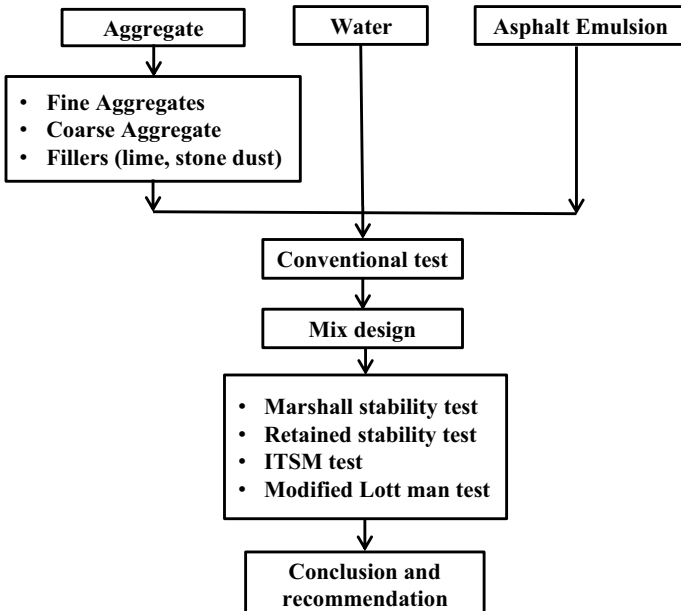 Aggregate
Water
Asphalt Emulsion
• Fine Aggregates
• Coarse Aggregate
• Fillers (lime, stone dust)
Conventional test
Mix design
• Marshall stability test
• Retained stability test
• ITSM test
• Modified Lott man test
Conclusion and
recommendation